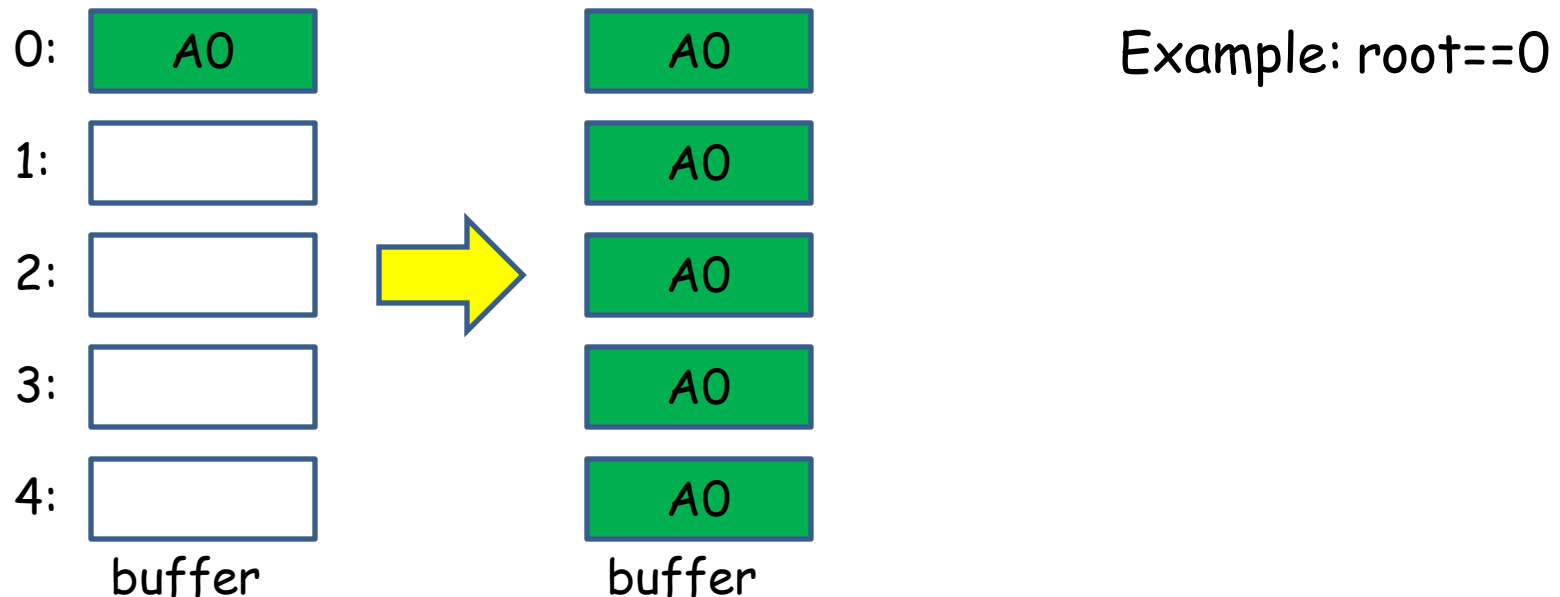 0: A0 A0 Example: root==0
1: A0
2: A0
3: A0
4: A0
buffer buffer